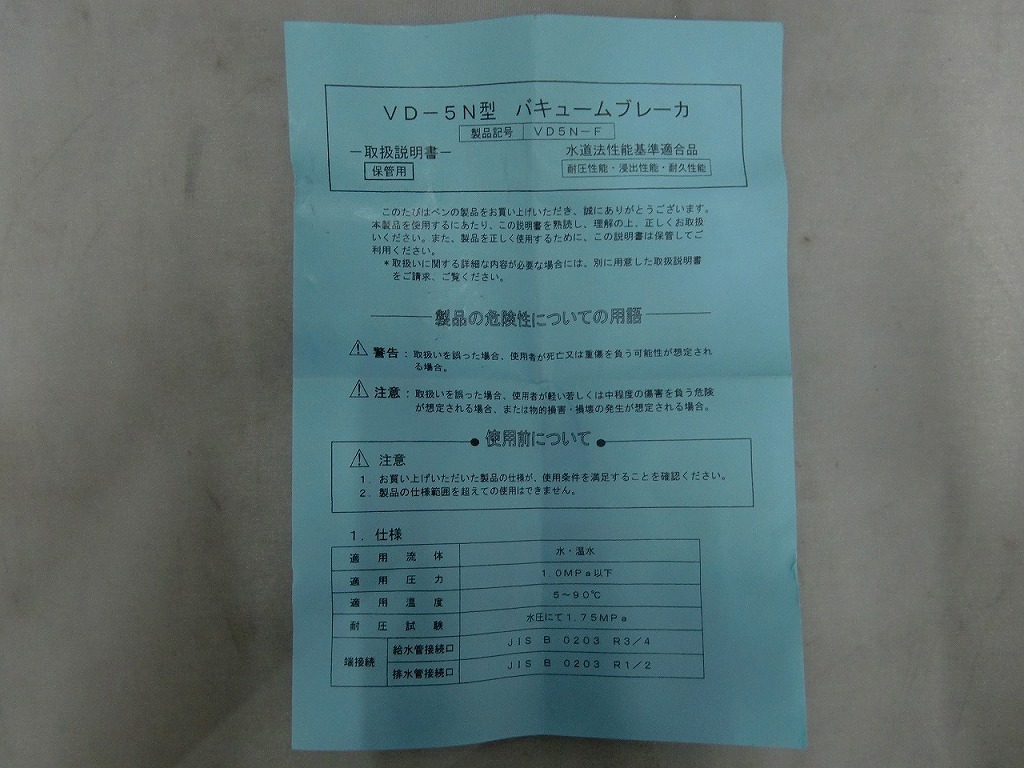 VD-5N型 バキュームブレーカ
製品記号 VD5N-F
-取扱説明書- 水道法性能基準適合品
保管用 耐圧性能・浸出性能・耐久性能
このたびはベンの製品をお買い上げいただき、誠にありがとうございます。
本製品を使用するにあたり、この説明書を熟読し、理解の上、正しくお取扱
いください。また、製品を正しく使用するために、この説明書は保管してご
利用ください。
*取扱いに関する詳細な内容が必要な場合には、別に用意した取扱説明書
をご請求、ご覧ください。
製品の危険性についての用語
警告:取扱いを誤った場合、使用者が死亡又は重傷を負う可能性が想定され
る場合。
注意:取扱いを誤った場合、使用者が軽い若しくは中程度の傷害を負う危険
が想定される場合、または物的損害・損壊の発生が想定される場合。
使用前について
注意
1.お買い上げいただいた製品の仕様が、使用条件を満足することを確認ください。
2.製品の仕様範囲を超えての使用はできません。
1.仕様
適用流体 水・温水
適用圧力 1.0MPa以下
適用温度 5~90℃
耐圧試験 水圧にて1.75MPa
端接続 給水管接続口 JIS B 0203 R3/4
排水管接続口 JIS B 0203 R1/2